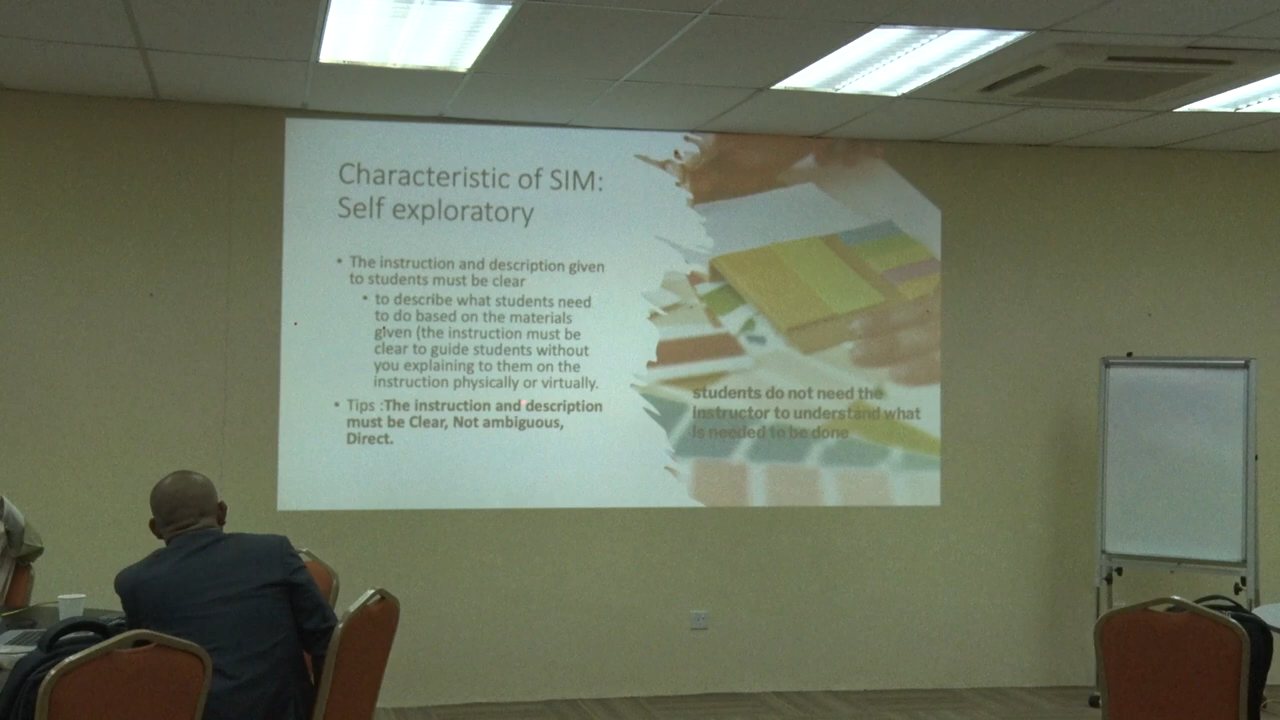 Characteristic of SIM:
Self exploratory
• The instruction and description given
to students must be clear
• to describe what students need
to do based on the materials
given (the instruction must be
clear to guide students without
you explaining to them on the
instruction physically or virtually.
• Tips :The instruction and description
must be Clear, Not ambiguous,
Direct.
students do not need the
instructor to understand what
is needed to be done